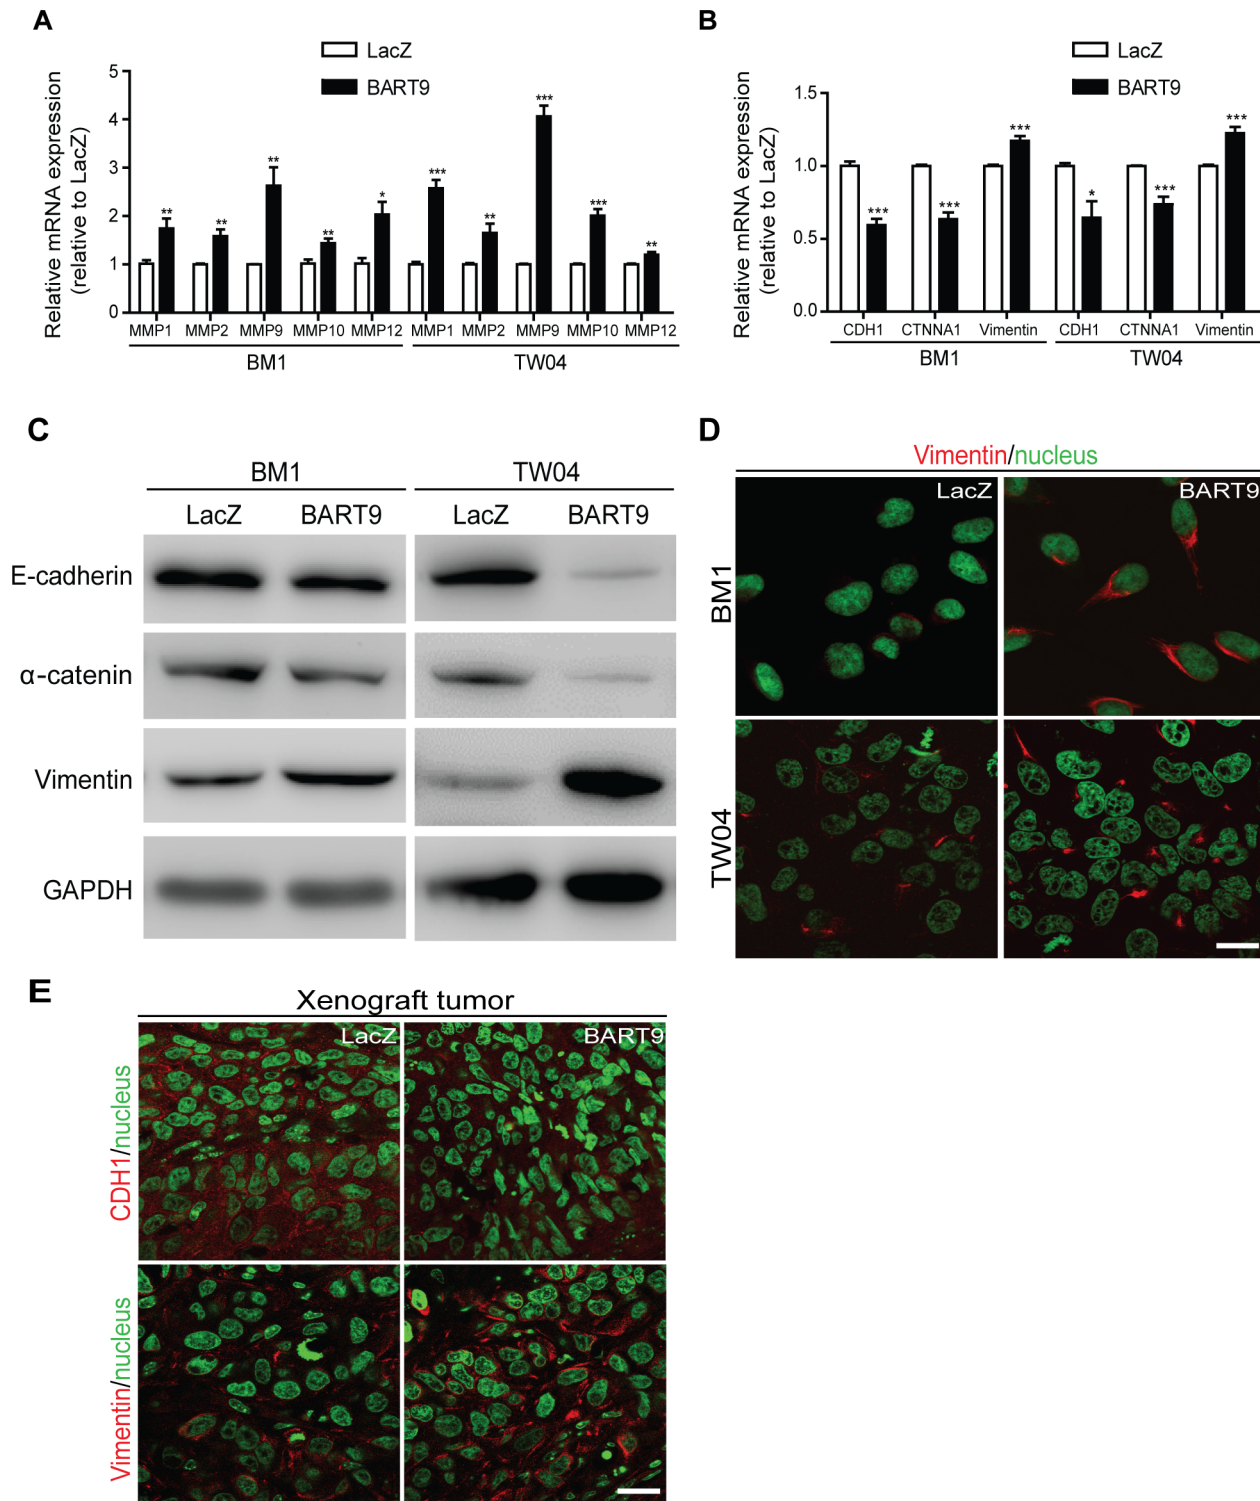 A
LacZ
BART9
Relative mRNA expression
(relative to LacZ)
5
4
3
2
1
0
** ** ** ** * *** ** *** *** **
MMP1 MMP2 MMP9 MMP10 MMP12 MMP1 MMP2 MMP9 MMP10 MMP12
BM1 TW04
B
LacZ
BART9
Relative mRNA expression
(relative to LacZ)
1.5
1.0
0.5
0.0
*** *** *** * *** ***
CDH1 CTNNA1 Vimentin CDH1 CTNNA1 Vimentin
BM1 TW04
C
BM1 TW04
LacZ BART9 LacZ BART9
E-cadherin
α-catenin
Vimentin
GAPDH
D
Vimentin/nucleus
LacZ BART9
BM1
TW04
E
Xenograft tumor
LacZ BART9
CDH1/nucleus
Vimentin/nucleus